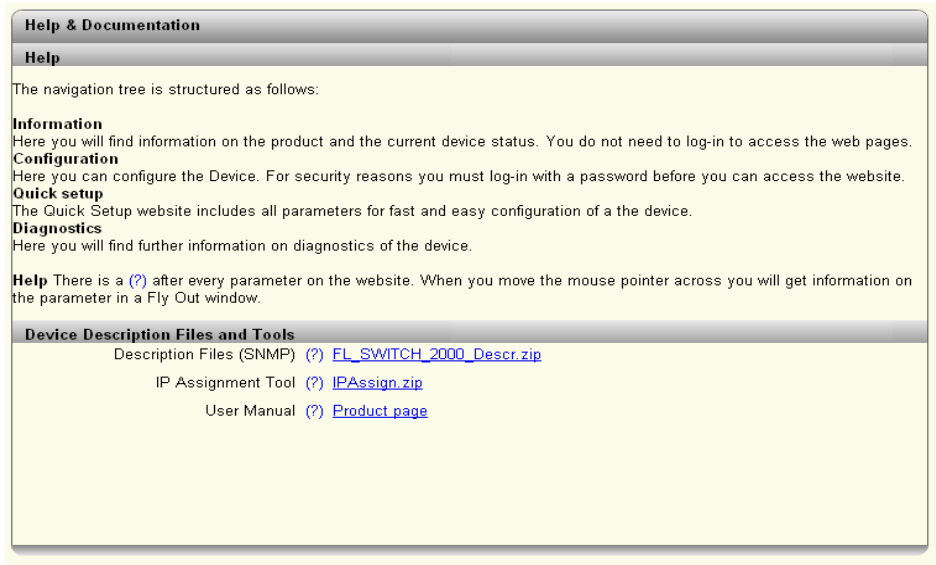 Help & Documentation
Help
The navigation tree is structured as follows:
Information
Here you will find information on the product and the current device status. You do not need to log-in to access the web pages.
Configuration
Here you can configure the Device. For security reasons you must log-in with a password before you can access the website.
Quick setup
The Quick Setup website includes all parameters for fast and easy configuration of a the device.
Diagnostics
Here you will find further information on diagnostics of the device.
Help There is a (?) after every parameter on the website. When you move the mouse pointer across you will get information on
the parameter in a Fly Out window.
Device Description Files and Tools
Description Files (SNMP) (?) FL_SWITCH_2000_Descr.zip
IP Assignment Tool (?) IPAssign.zip
User Manual (?) Product page